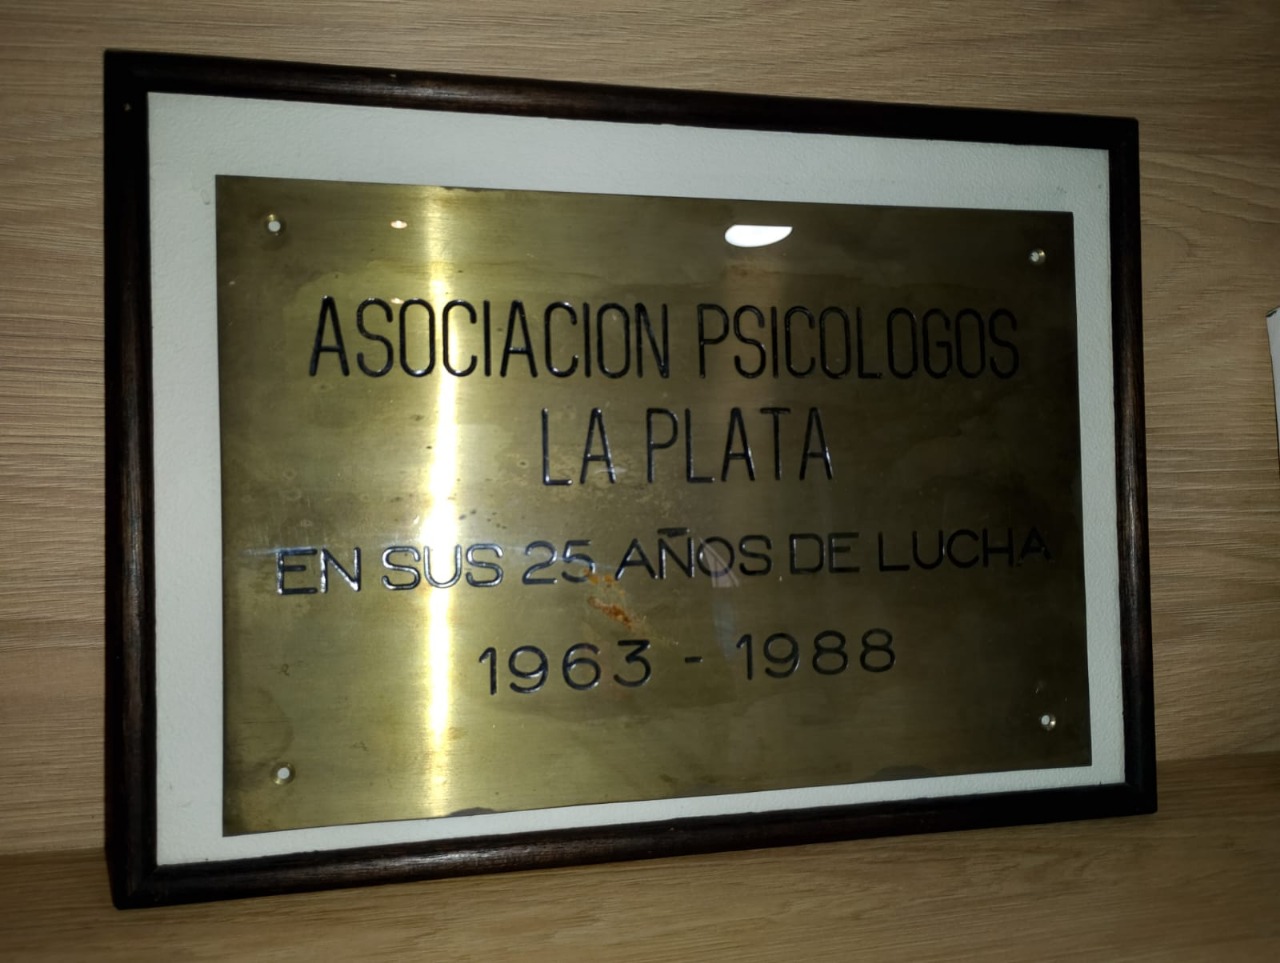 ASOCIACION PSICOLOGOS
LA PLATA
EN SUS 25 AÑOS DE LUCHA
1963 - 1988